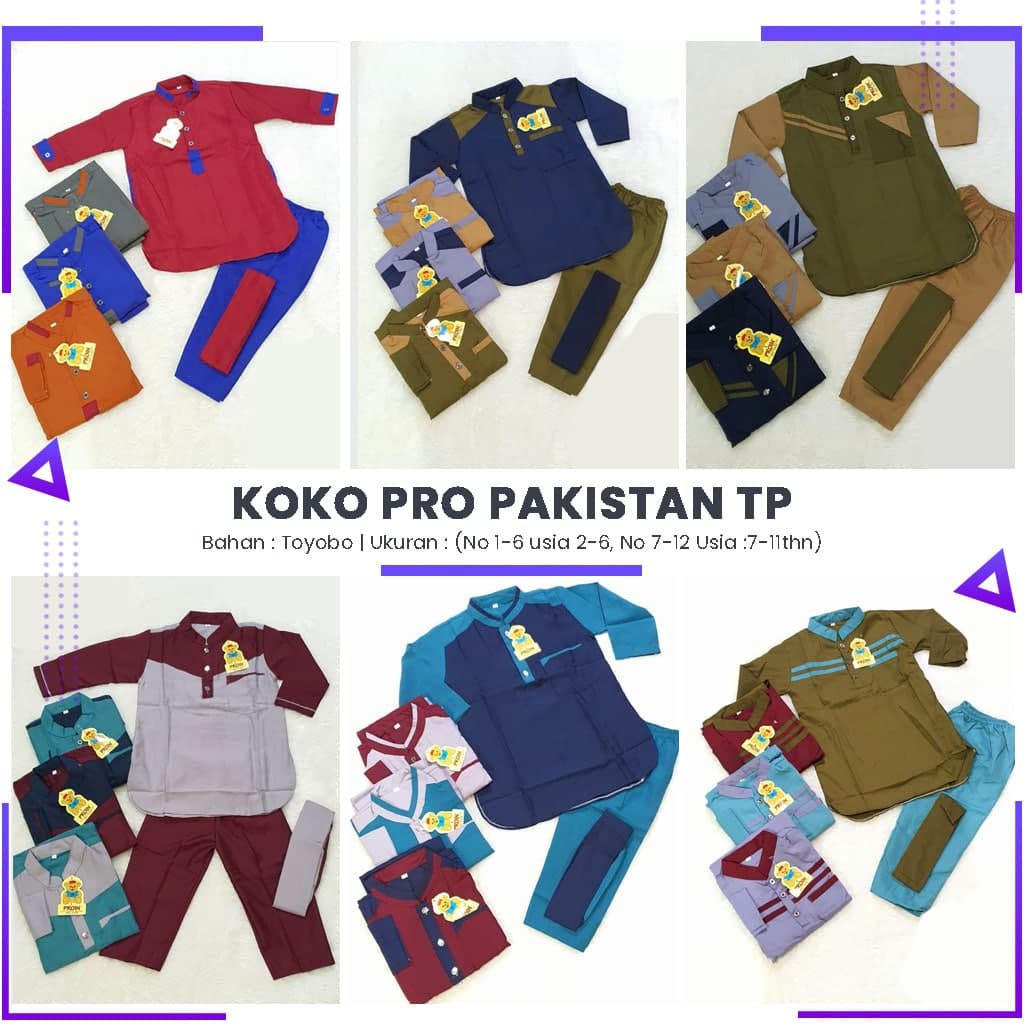 KOKO PRO PAKISTAN TP
Bahan : Toyobo | Ukuran : (No 1-6 usia 2-6, No 7-12 Usia :7-11thn)